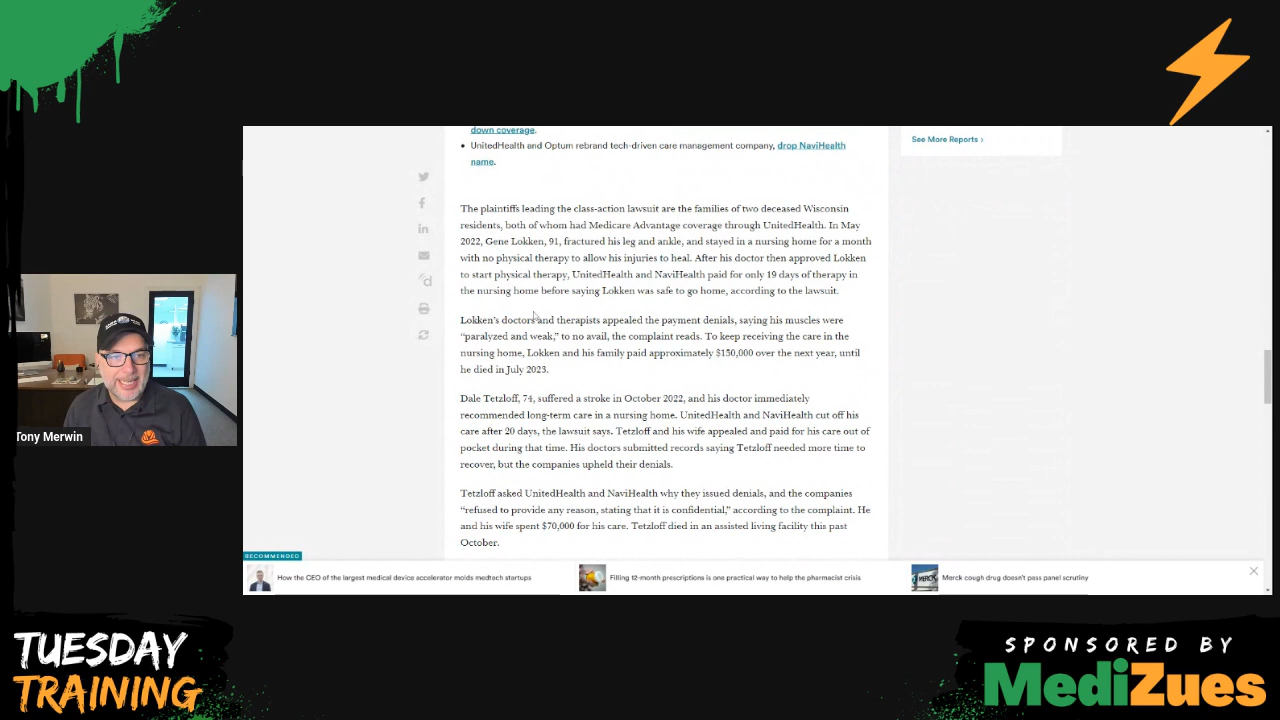 down coverage.
• UnitedHealth and Optum rebrand tech-driven care management company, drop NaviHealth
name.
See More Reports ›
The plaintiffs leading the class-action lawsuit are the families of two deceased Wisconsin
residents, both of whom had Medicare Advantage coverage through UnitedHealth. In May
2022, Gene Lokken, 91, fractured his leg and ankle, and stayed in a nursing home for a month
with no physical therapy to allow his injuries to heal. After his doctor then approved Lokken
to start physical therapy, UnitedHealth and NaviHealth paid for only 19 days of therapy in
the nursing home before saying Lokken was safe to go home, according to the lawsuit.
Lokken's doctors and therapists appealed the payment denials, saying his muscles were
“paralyzed and weak,” to no avail, the complaint reads. To keep receiving the care in the
nursing home, Lokken and his family paid approximately $150,000 over the next year, until
he died in July 2023.
Dale Tetzloff, 74, suffered a stroke in October 2022, and his doctor immediately
recommended long-term care in a nursing home. UnitedHealth and NaviHealth cut off his
care after 20 days, the lawsuit says. Tetzloff and his wife appealed and paid for his care out of
pocket during that time. His doctors submitted records saying Tetzloff needed more time to
recover, but the companies upheld their denials.
Tetzloff asked UnitedHealth and NaviHealth why they issued denials, and the companies
“refused to provide any reason, stating that it is confidential,” according to the complaint. He
and his wife spent $70,000 for his care. Tetzloff died in an assisted living facility this past
October.
RECOMMENDED
How the CEO of the largest medical device accelerator molds medtech startups
Filling 12-month prescriptions is one practical way to help the pharmacist crisis
MERCK
Merck cough drug doesn't pass panel scrutiny
Tony Merwin
TUESDAY
TRAINING
SPONSORED BY
MediZues